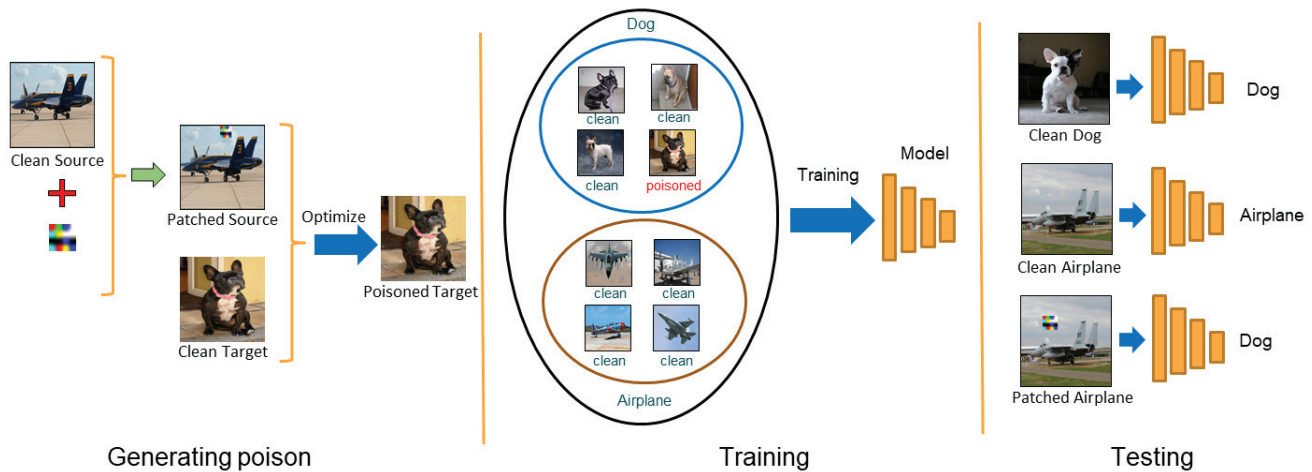 Clean Source
Patched Source
Clean Target
Optimize
Poisoned Target
Generating poison
Dog
clean
clean
clean
poisoned
clean
clean
clean
clean
Airplane
Training
Model
Training
Clean Dog
Dog
Clean Airplane
Airplane
Patched Airplane
Dog
Testing